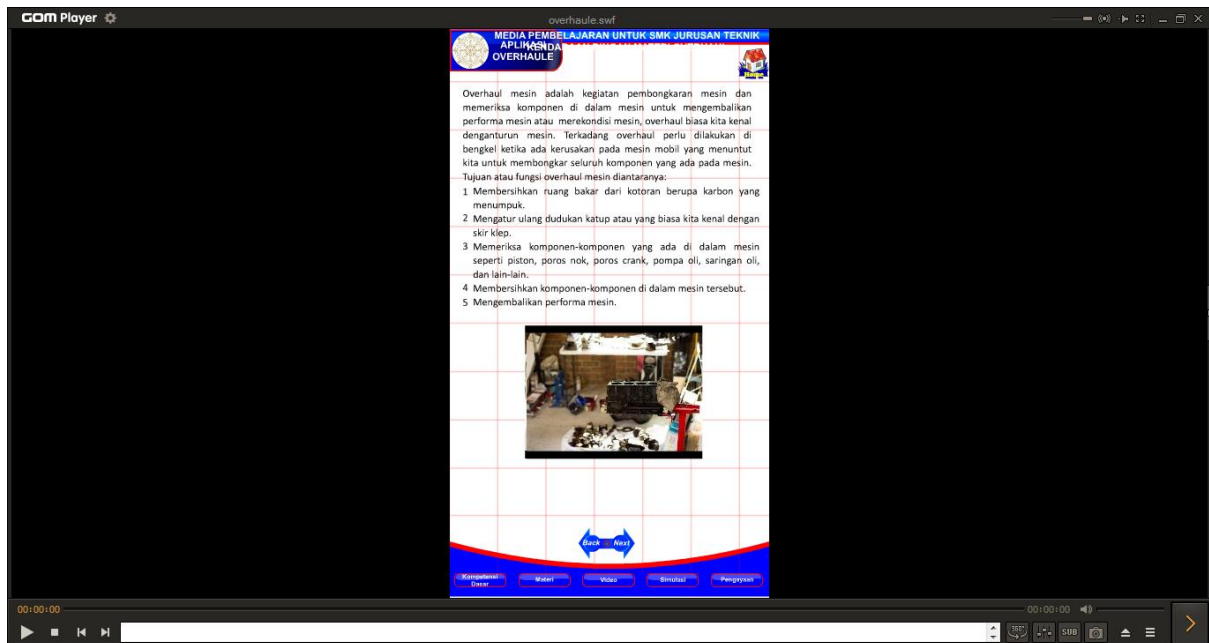 GOM Player
overhaule.swf
MEDIA PEMBELAJARAN UNTUK SMK JURUSAN TEKNIK
APLIKASI
OVERHAULE
Home
Overhaul mesin adalah kegiatan pembongkaran mesin dan
memeriksa komponen di dalam mesin untuk mengembalikan
performa mesin atau merekondisi mesin, overhaul biasa kita kenal
denganturun mesin. Terkadang overhaul perlu dilakukan di
bengkel ketika ada kerusakan pada mesin mobil yang menuntut
kita untuk membongkar seluruh komponen yang ada pada mesin.
Tujuan atau fungsi overhaul mesin diantaranya:
1 Membersihkan ruang bakar dari kotoran berupa karbon yang
menumpuk.
2 Mengatur ulang dudukan katup atau yang biasa kita kenal dengan
skir klep.
3 Memeriksa komponen-komponen yang ada di dalam mesin
seperti piston, poros nok, poros crank, pompa oli, saringan oli,
dan lain-lain.
4 Membersihkan komponen-komponen di dalam mesin tersebut.
5 Mengembalikan performa mesin.
Back Next
Kompetensi Dasar Materi Video Simulasi Pengayaan
00:00:00 00:00:00
360° SUB